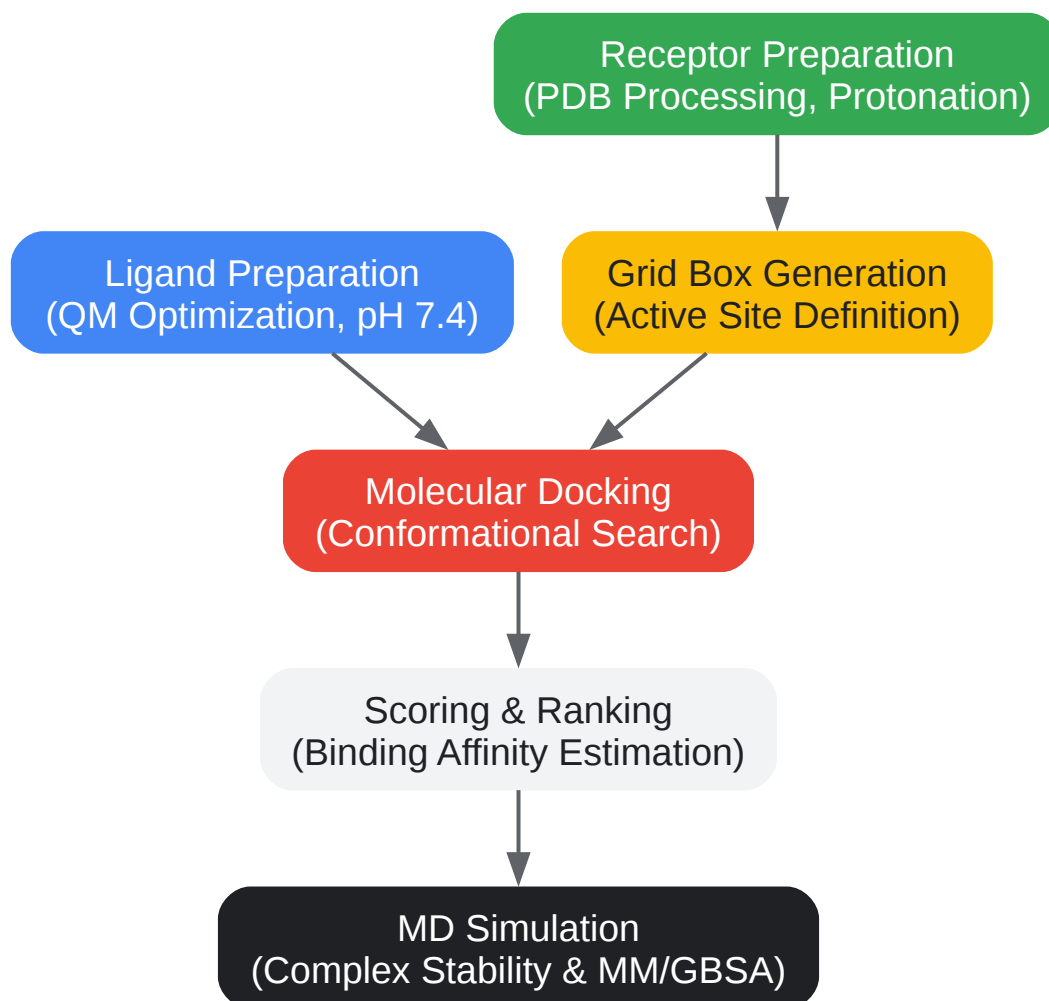 Receptor Preparation
(PDB Processing, Protonation)
Ligand Preparation
(QM Optimization, pH 7.4)
Grid Box Generation
(Active Site Definition)
Molecular Docking
(Conformational Search)
Scoring & Ranking
(Binding Affinity Estimation)
MD Simulation
(Complex Stability & MM/GBSA)